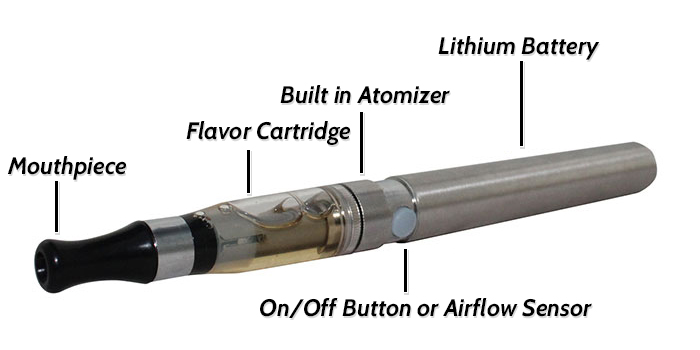 Lithium Battery
Built in Atomizer
Flavor Cartridge
Mouthpiece
On/Off Button or Airflow Sensor